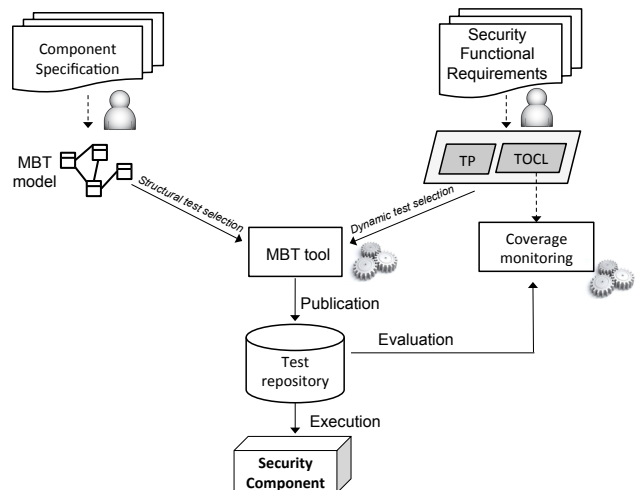 Component
Specification
Security
Functional
Requirements
MBT
model
TP
TOCL
Structural test selection
Dynamic test selection
MBT tool
Coverage
monitoring
Publication
Evaluation
Test
repository
Execution
Security
Component